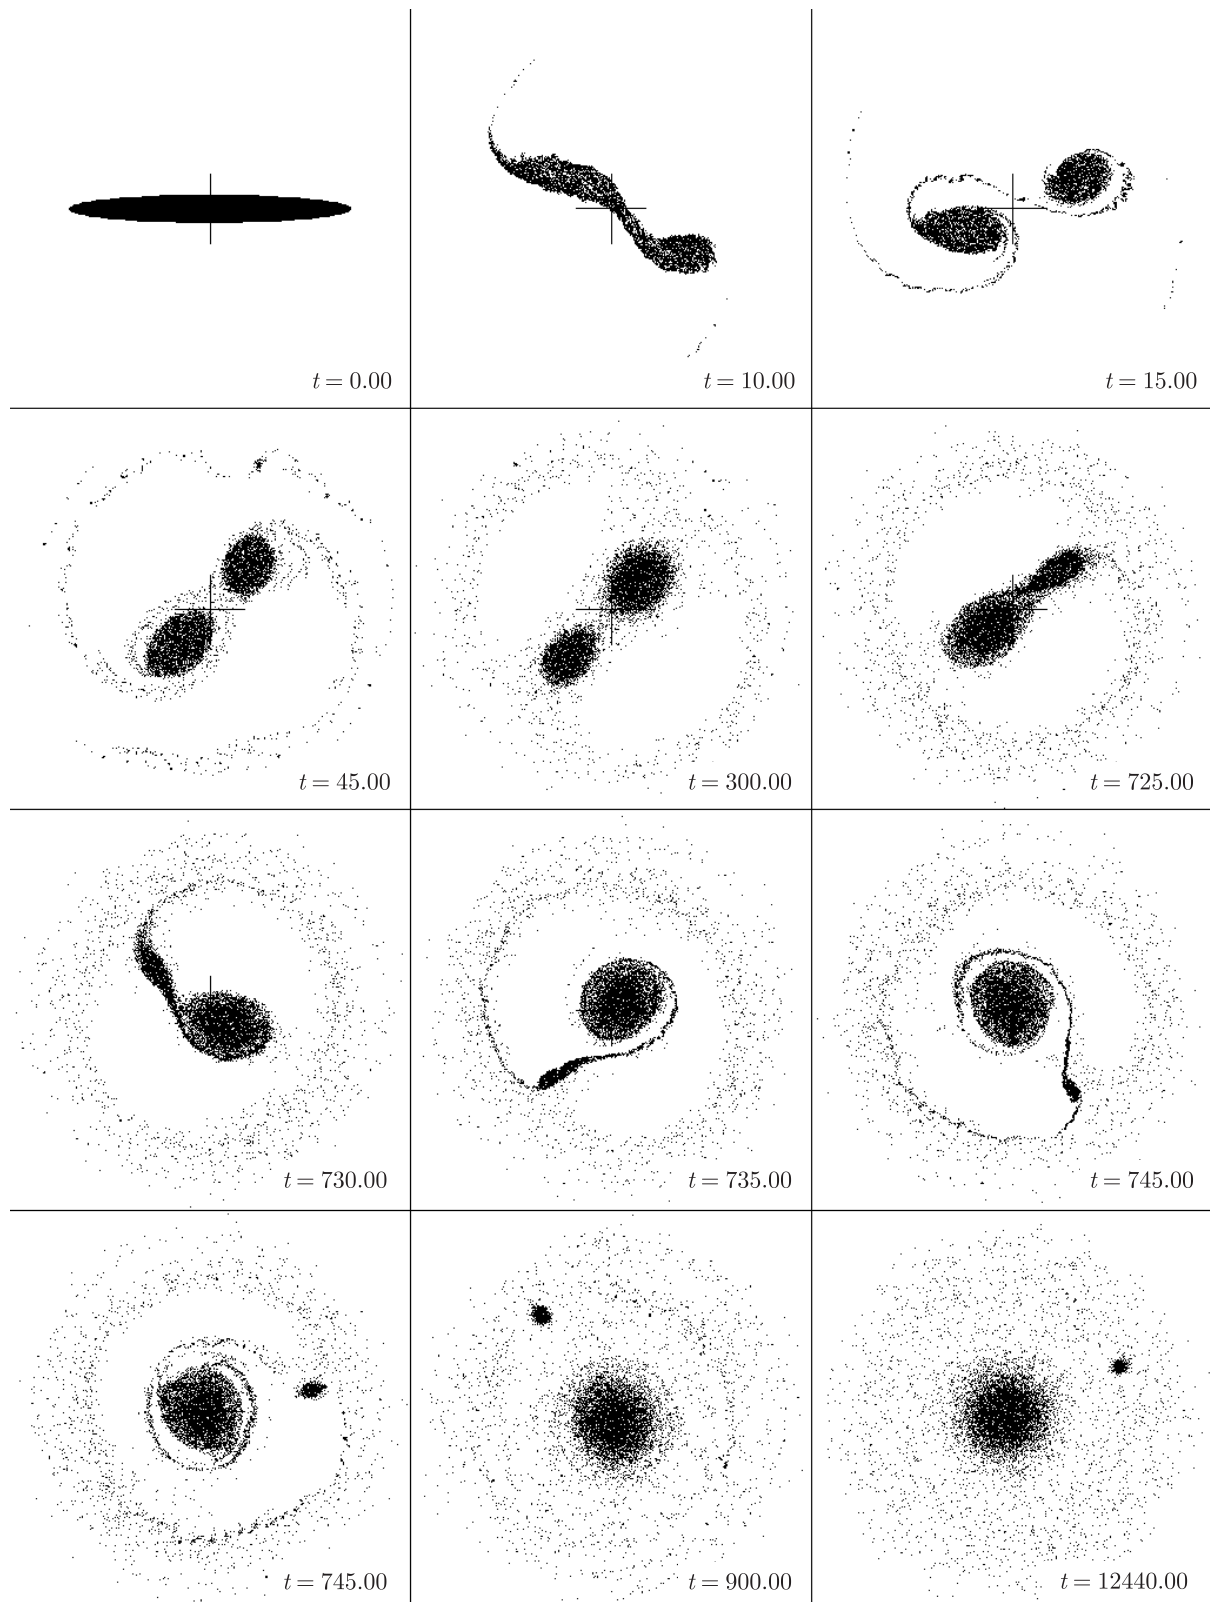 t = 0.00
t = 10.00
t = 15.00
t = 45.00
t = 300.00
t = 725.00
t = 730.00
t = 735.00
t = 745.00
t = 745.00
t = 900.00
t = 12440.00